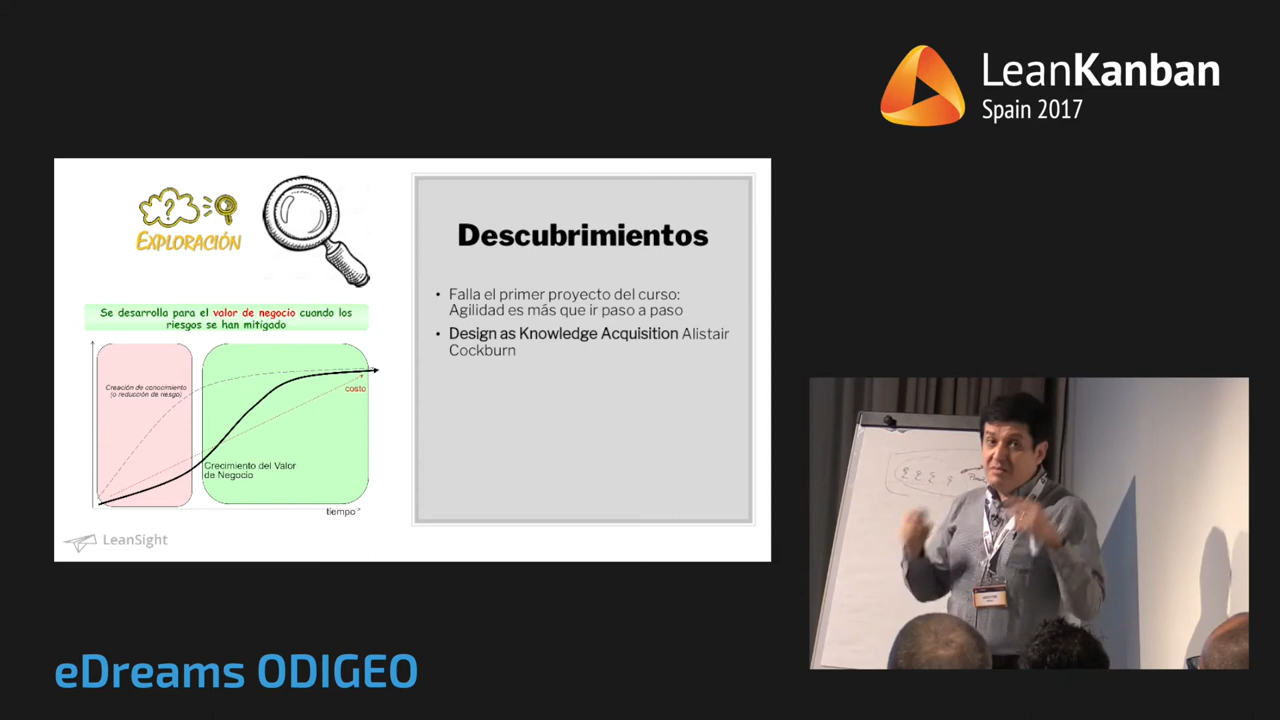 LeanKanban
Spain 2017
?
EXPLORACIÓN
Se desarrolla para el valor de negocio cuando los
riesgos se han mitigado
Creación de conocimiento
(o reducción de riesgo)
costo
Crecimiento del Valor
de Negocio
tiempo
LeanSight
Descubrimientos
• Falla el primer proyecto del curso:
Agilidad es más que ir paso a paso
• Design as Knowledge Acquisition Alistair
Cockburn
eDreams ODIGEO